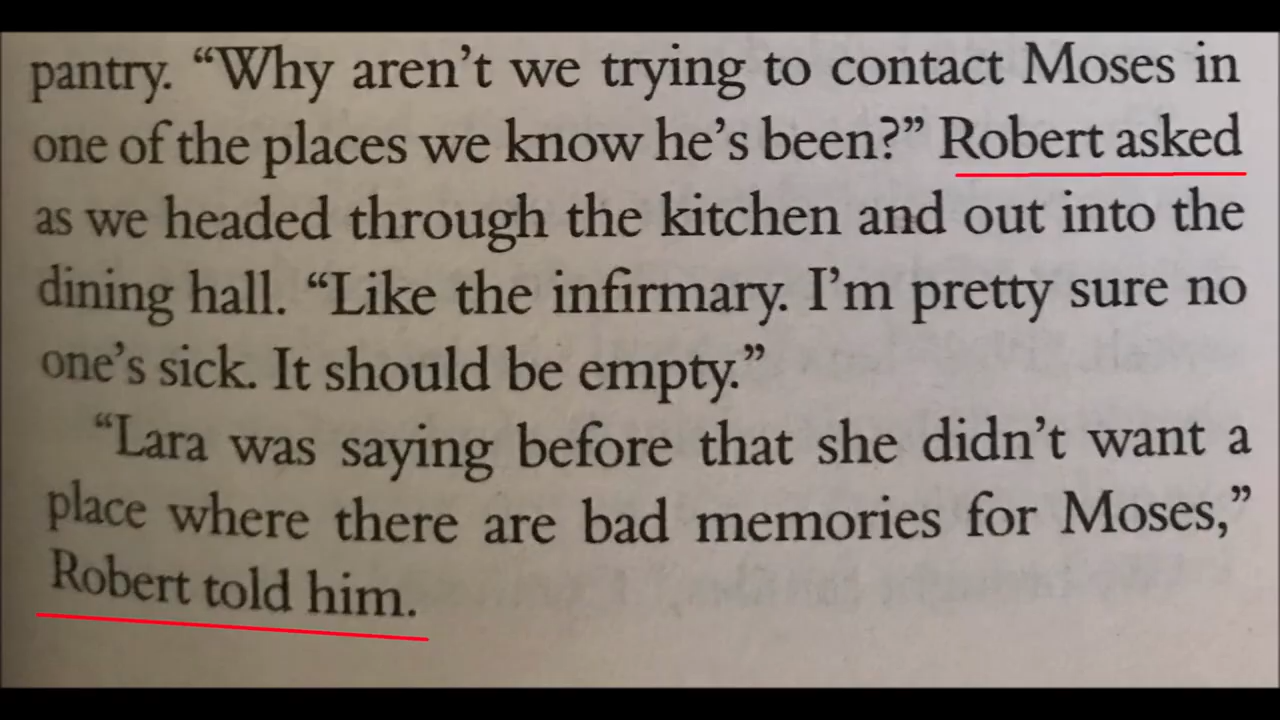 pantry. “Why aren’t we trying to contact Moses in
one of the places we know he’s been?” Robert asked
as we headed through the kitchen and out into the
dining hall. “Like the infirmary. I’m pretty sure no
one’s sick. It should be empty.”
“Lara was saying before that she didn’t want a
place where there are bad memories for Moses,”
Robert told him.